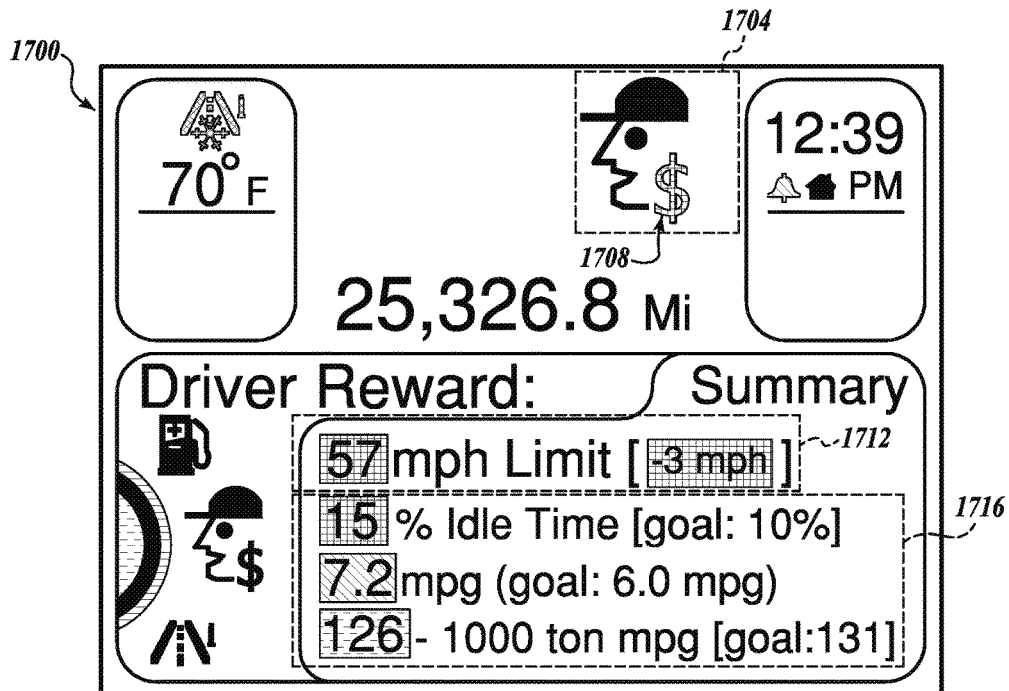 1704
1700
70° F
$
12:39
PM
1708
25,326.8 Mi
Driver Reward: Summary
57 mph Limit [ -3 mph ]
1712
15 % Idle Time [goal: 10%]
1716
$
7.2 mpg (goal: 6.0 mpg)
126 - 1000 ton mpg [goal:131]